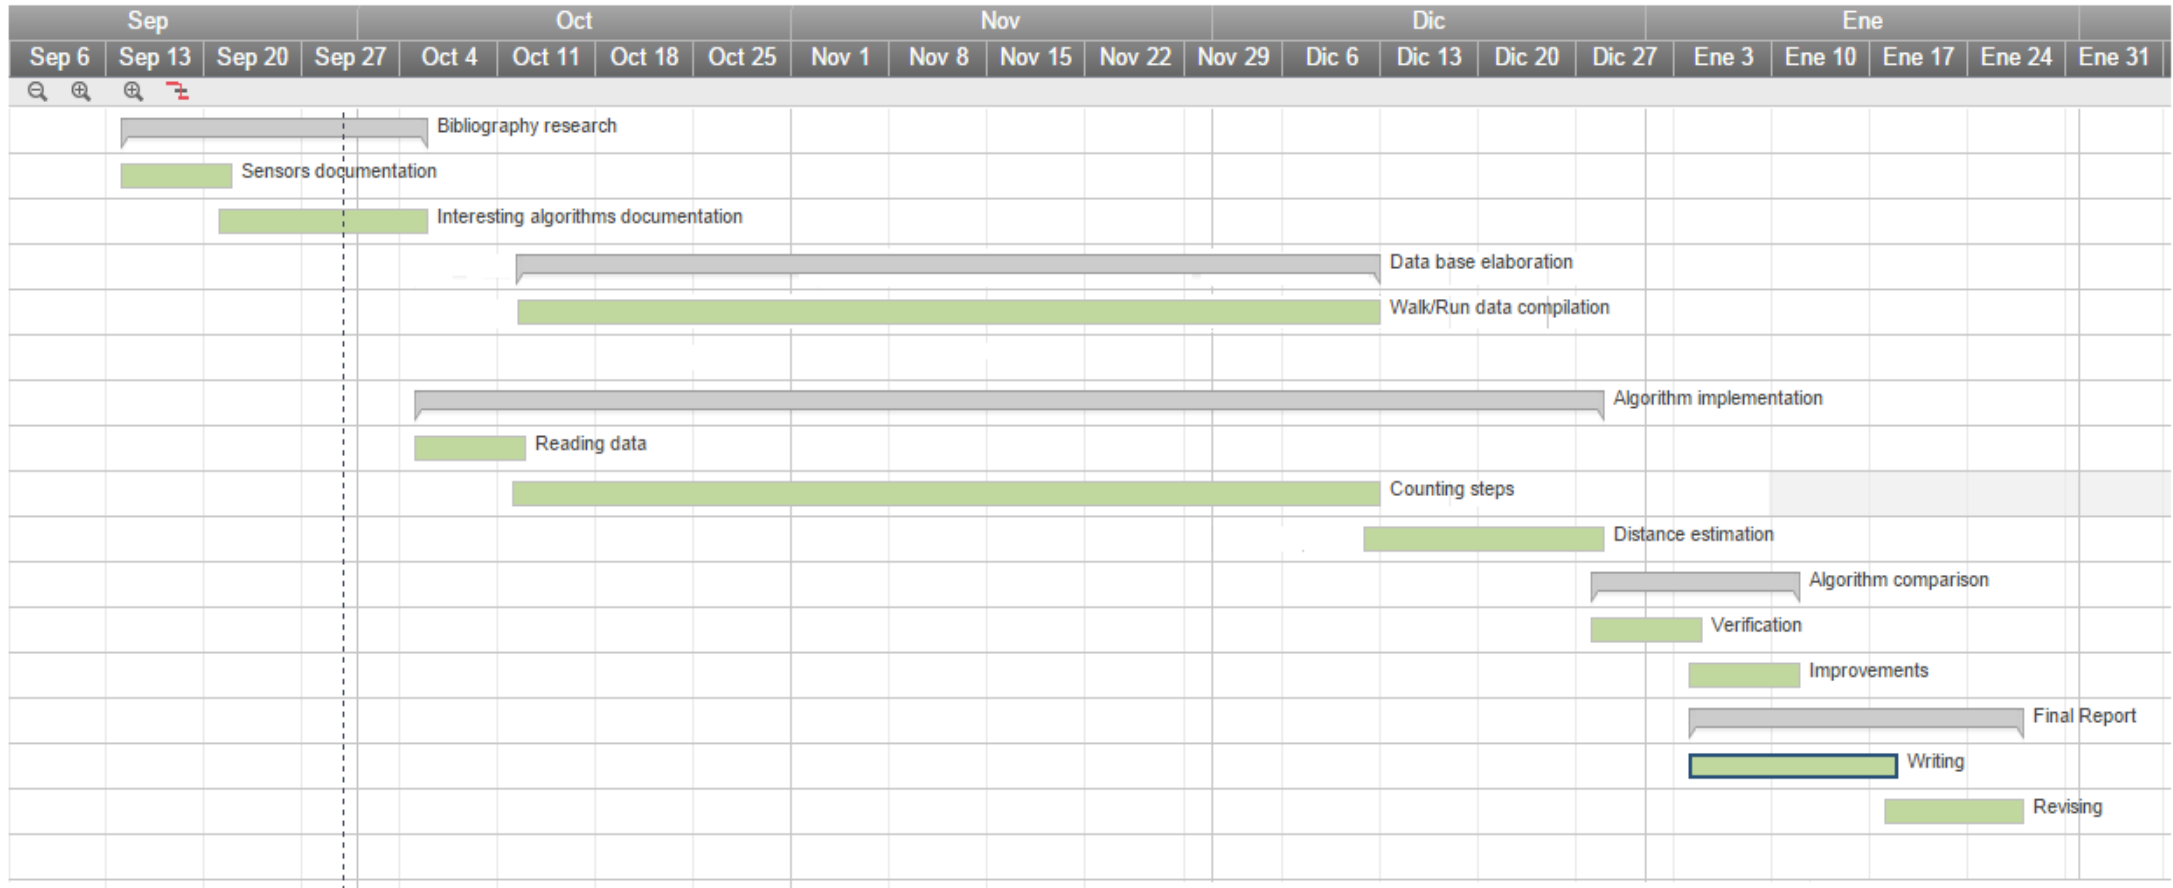 Sep Oct Nov Dic Ene
Sep 6 Sep 13 Sep 20 Sep 27 Oct 4 Oct 11 Oct 18 Oct 25 Nov 1 Nov 8 Nov 15 Nov 22 Nov 29 Dic 6 Dic 13 Dic 20 Dic 27 Ene 3 Ene 10 Ene 17 Ene 24 Ene 31
Bibliography research
Sensors documentation
Interesting algorithms documentation
Data base elaboration
Walk/Run data compilation
Algorithm implementation
Reading data
Counting steps
Distance estimation
Algorithm comparison
Verification
Improvements
Final Report
Writing
Revising